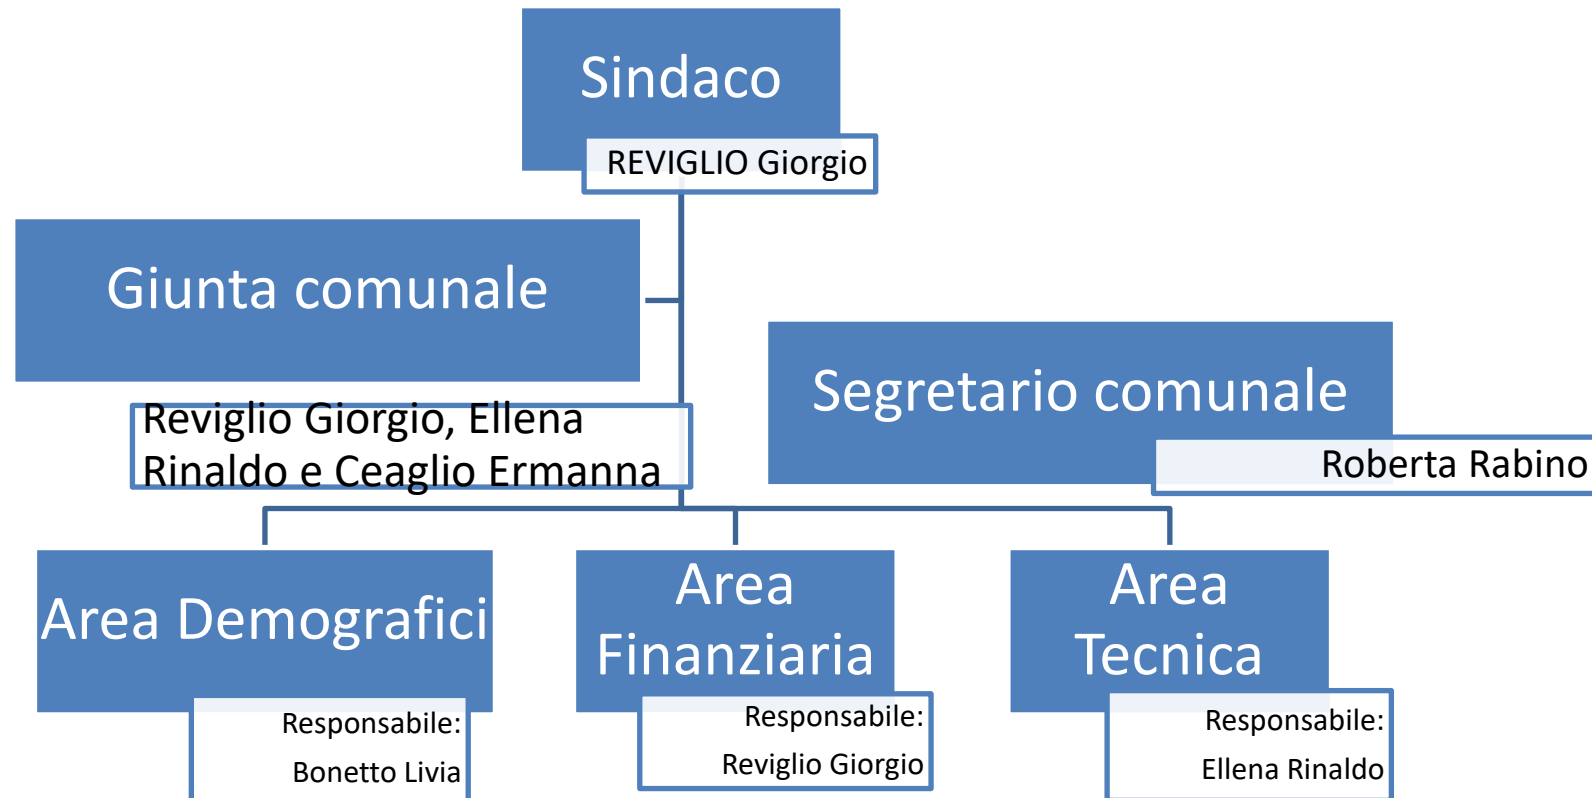 Sindaco
REVIGLIO Giorgio
Giunta comunale
Reviglio Giorgio, Ellena
Rinaldo e Ceaglio Ermanna
Segretario comunale
Roberta Rabino
Area Demografici
Responsabile:
Bonetto Livia
Area
Finanziaria
Responsabile:
Reviglio Giorgio
Area
Tecnica
Responsabile:
Ellena Rinaldo